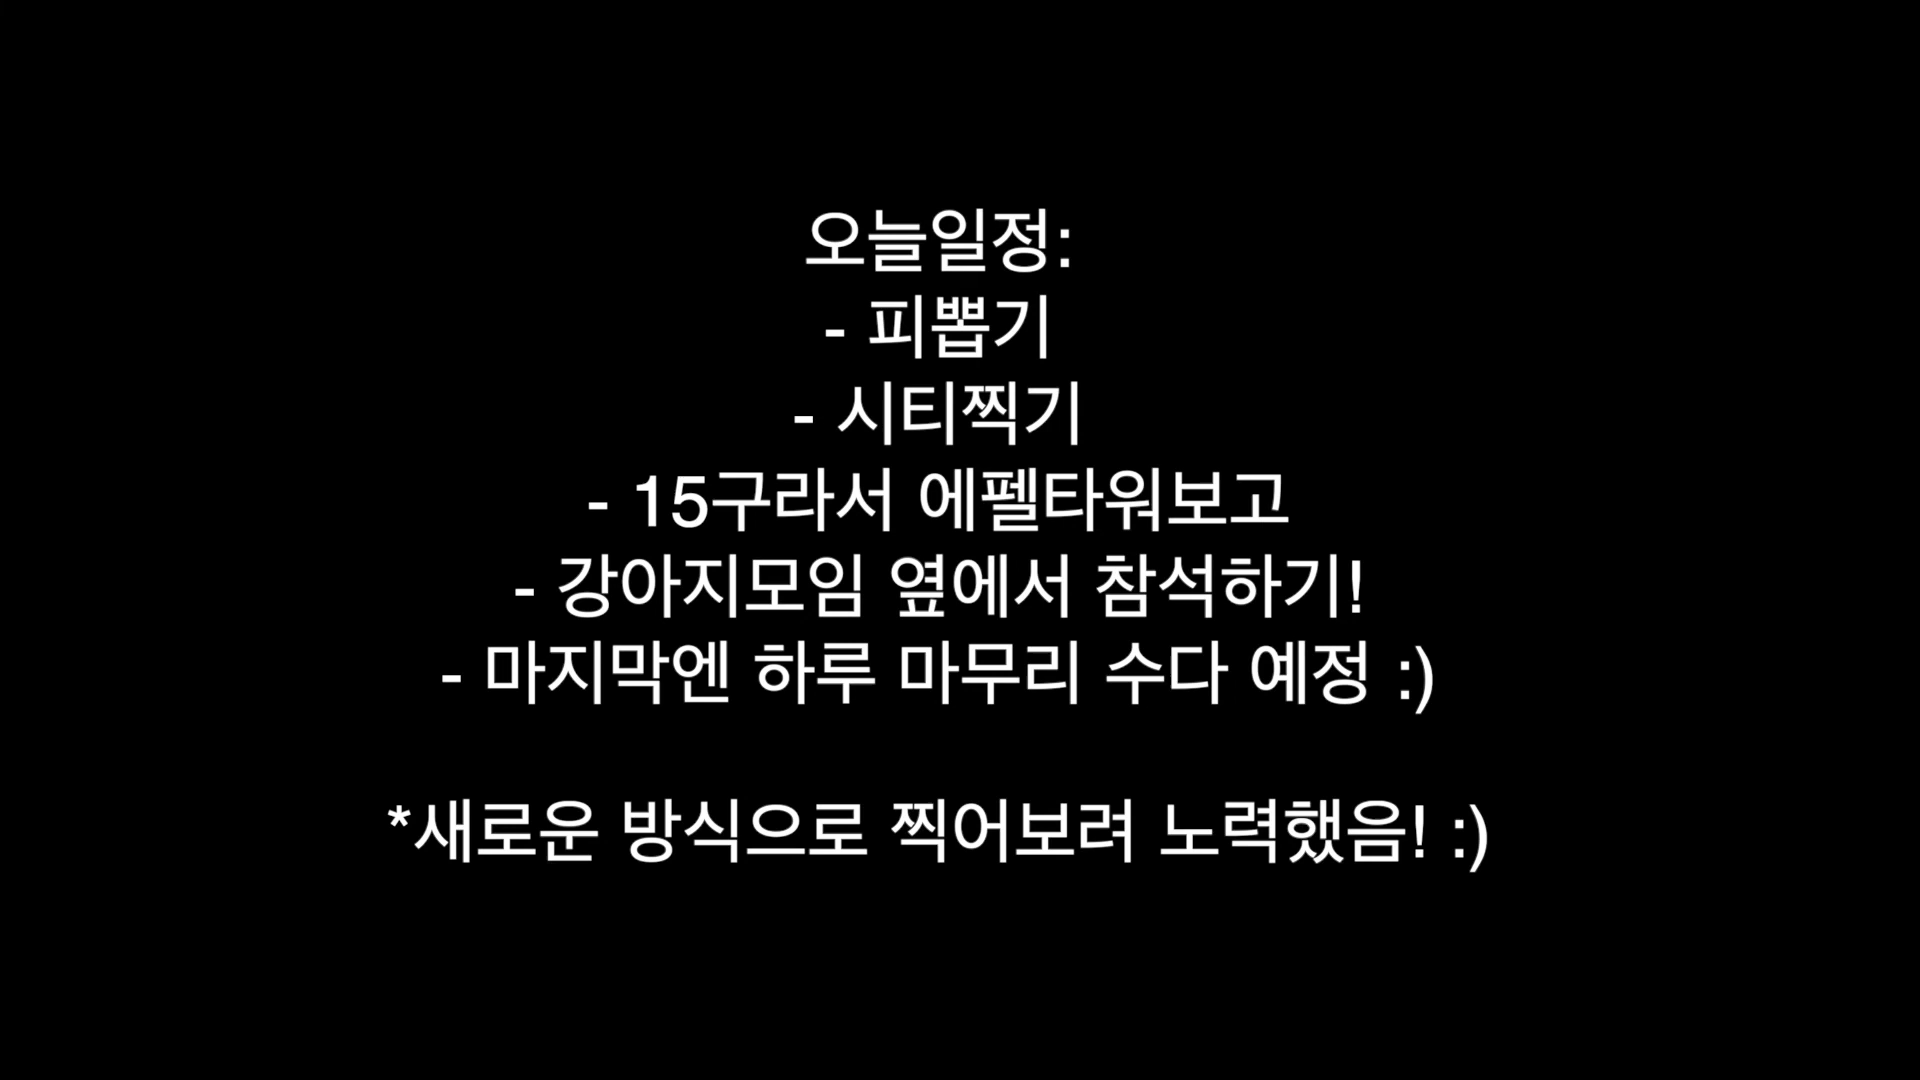 오늘일정:
- 피뽑기
- 시티찍기
- 15구라서 에펠타워보고
- 강아지모임 옆에서 참석하기!
- 마지막엔 하루 마무리 수다 예정 :)
*새로운 방식으로 찍어보려 노력했음! :)